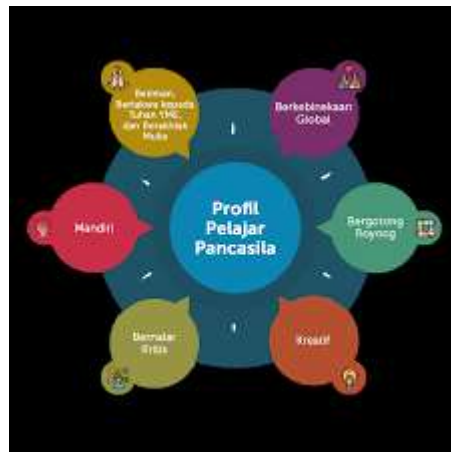 Beriman,
Bertakwa kepada
Tuhan YME,
dan Berakhlak
Mulia
Berkebinekaan
Global
Profil
Pelajar
Pancasila
Mandiri
Bergotong
Royong
Bernalar
Kritis
Kreatif